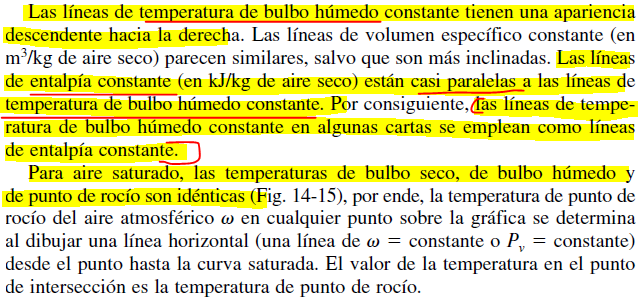 Las líneas de temperatura de bulbo húmedo constante tienen una apariencia
descendente hacia la derecha. Las líneas de volumen específico constante (en
m³/kg de aire seco) parecen similares, salvo que son más inclinadas. Las líneas
de entalpía constante (en kJ/kg de aire seco) están casi paralelas a las líneas de
temperatura de bulbo húmedo constante. Por consiguiente, las líneas de tempe-
ratura de bulbo húmedo constante en algunas cartas se emplean como líneas
de entalpía constante.
Para aire saturado, las temperaturas de bulbo seco, de bulbo húmedo y
de punto de rocío son idénticas (Fig. 14-15), por ende, la temperatura de punto de
rocío del aire atmosférico ω en cualquier punto sobre la gráfica se determina
al dibujar una línea horizontal (una línea de ω = constante o Pᵥ = constante)
desde el punto hasta la curva saturada. El valor de la temperatura en el punto
de intersección es la temperatura de punto de rocío.